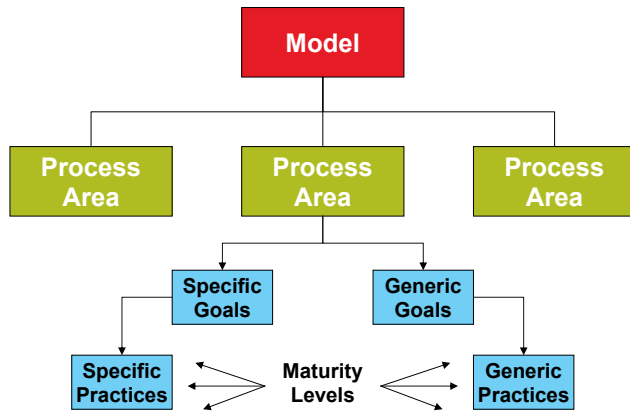 Model
Process
Area
Process
Area
Process
Area
Specific
Goals
Generic
Goals
Specific
Practices
Maturity
Levels
Generic
Practices